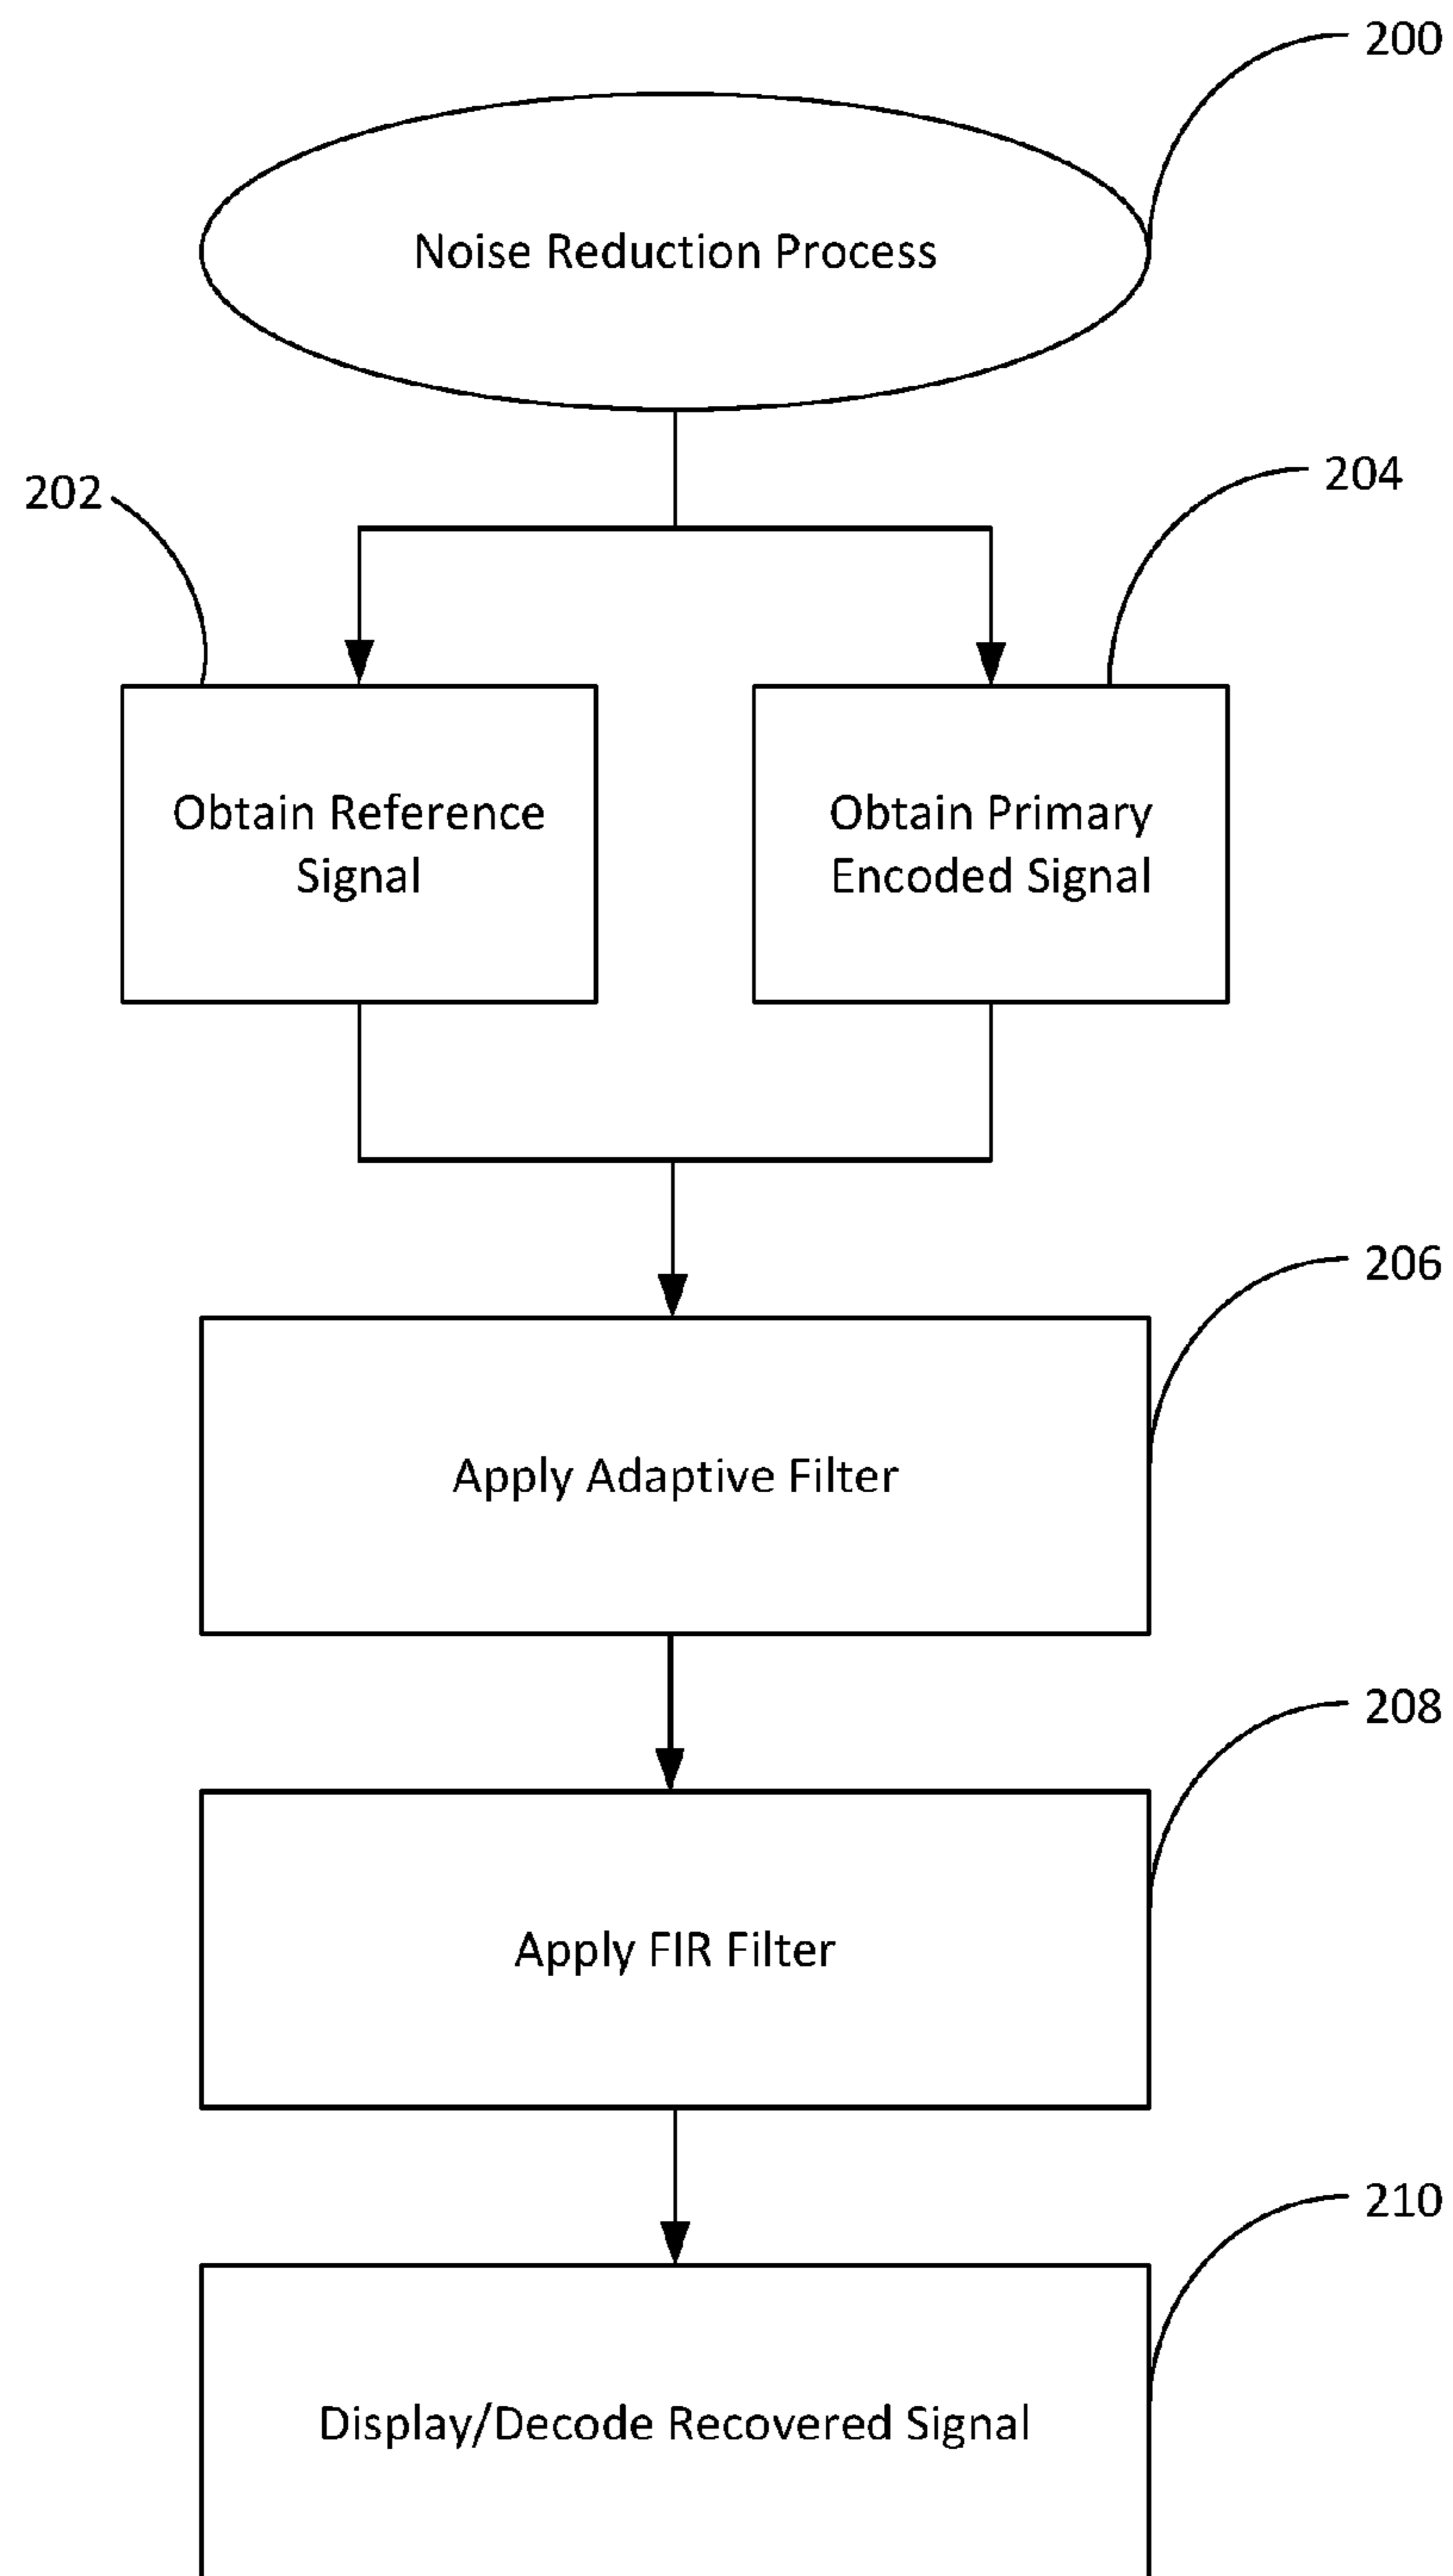 200
Noise Reduction Process
202
204
Obtain Reference
Signal
Obtain Primary
Encoded Signal
206
Apply Adaptive Filter
208
Apply FIR Filter
210
Display/Decode Recovered Signal